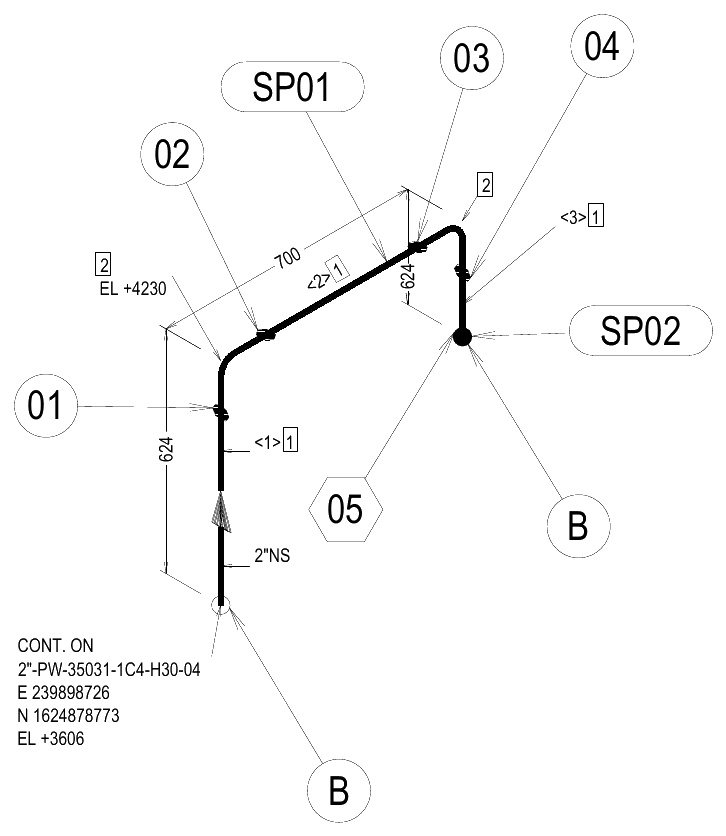 04
03
SP01
02
2
<3> 1
700
2
<2> 1
624
EL +4230
SP02
01
<1> 1
624
05
B
2"NS
CONT. ON
2"-PW-35031-1C4-H30-04
E 239898726
N 1624878773
EL +3606
B